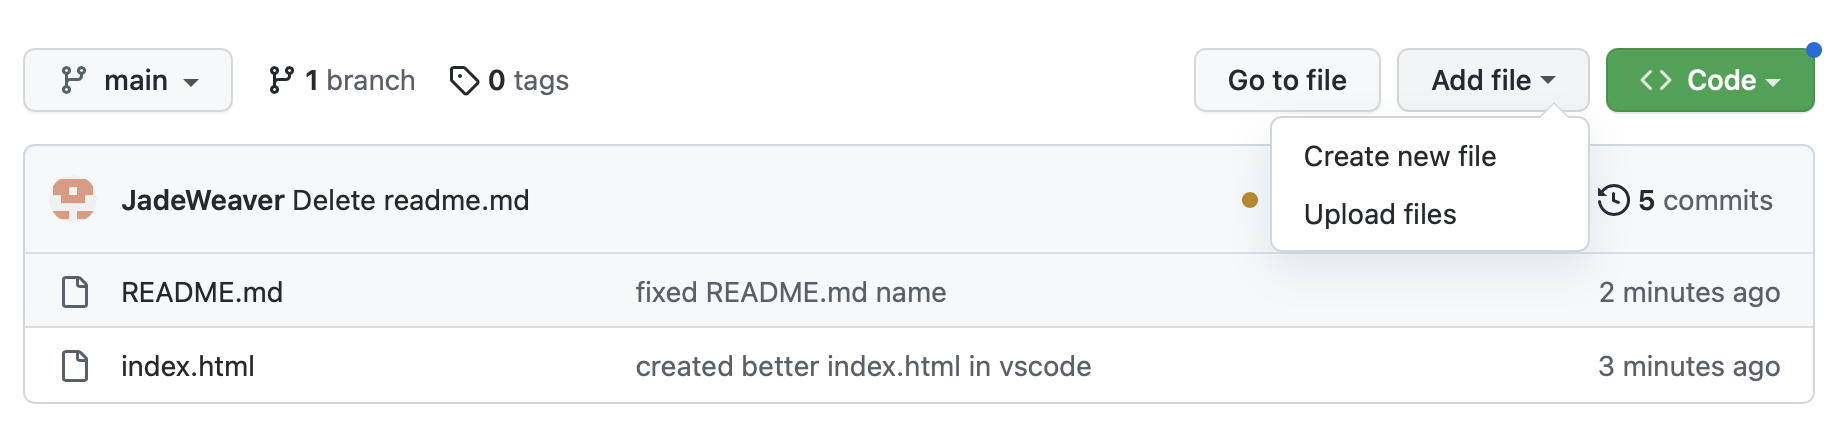 main 1 branch 0 tags Go to file Add file <> Code
Create new file
JadeWeaver Delete readme.md 5 commits
Upload files
README.md fixed README.md name 2 minutes ago
index.html created better index.html in vscode 3 minutes ago